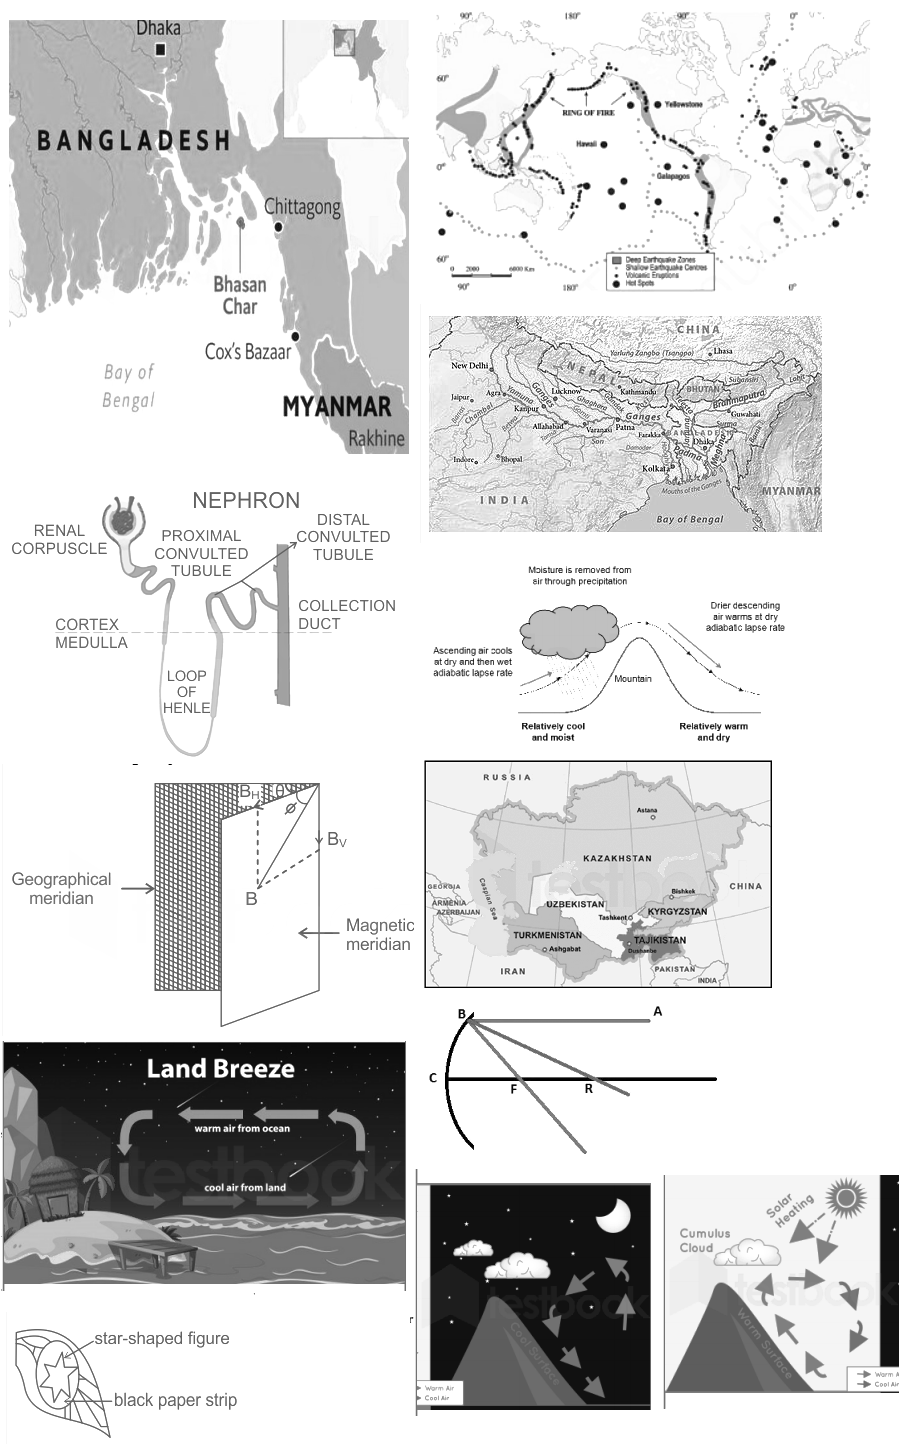 Dhaka
BANGLADESH
Chittagong
Bhasan
Char
Cox's Bazaar
Bay of
Bengal
MYANMAR
Rakhine
90° 180° 90° 0°
60°
RING OF FIRE
Yellowstone
Hawaii
0°
0°
Galapagos
60°
0 2000 6000 Km
Deep Earthquake Zones
Shallow Earthquake Centres
Volcanic Eruptions
Hot Spots
90° 180° 0°
CHINA
Yarlung Zangba (Tsangpo)
Lhasa
New Delhi
NEPAL
Subansiri
Lohit
BHUTAN
Kathmandu
Brahmaputra
Jaipur
Agra
Yamuna
Ganges
Lucknow
Ghaghara
Gandak
Kanpur
Ganges
Guwahati
Chambal
Betwa
Allahabad
Varanasi
Patna
Surma
Son
Farakka
BANGLADESH
Dhaka
Padma
Meghna
Damodar
Indore
Bhopal
Kolkata
Mouths of the Ganges
INDIA
MYANMAR
Bay of Bengal
NEPHRON
RENAL
CORPUSCLE
PROXIMAL
CONVULTED
TUBULE
DISTAL
CONVULTED
TUBULE
COLLECTION
DUCT
CORTEX
MEDULLA
LOOP
OF
HENLE
Moisture is removed from
air through precipitation
Drier descending
air warms at dry
adiabatic lapse rate
Ascending air cools
at dry and then wet
adiabatic lapse rate
Mountain
Relatively cool
and moist
Relatively warm
and dry
B_H θ
ϕ
B_V
Geographical
meridian
B
Magnetic
meridian
RUSSIA
Astana
KAZAKHSTAN
Caspian Sea
GEORGIA
ARMENIA
AZERBAIJAN
Bishkek
CHINA
UZBEKISTAN
Tashkent
KYRGYZSTAN
TURKMENISTAN
TAJIKISTAN
Ashgabat
Dushanbe
IRAN
PAKISTAN
INDIA
B A
C
F R
Land Breeze
warm air from ocean
cool air from land
testbook
Cool Surface
Warm Air
Cool Air
Solar
Heating
Cumulus
Cloud
Warm Surface
Warm A
Cool Air
star-shaped figure
black paper strip